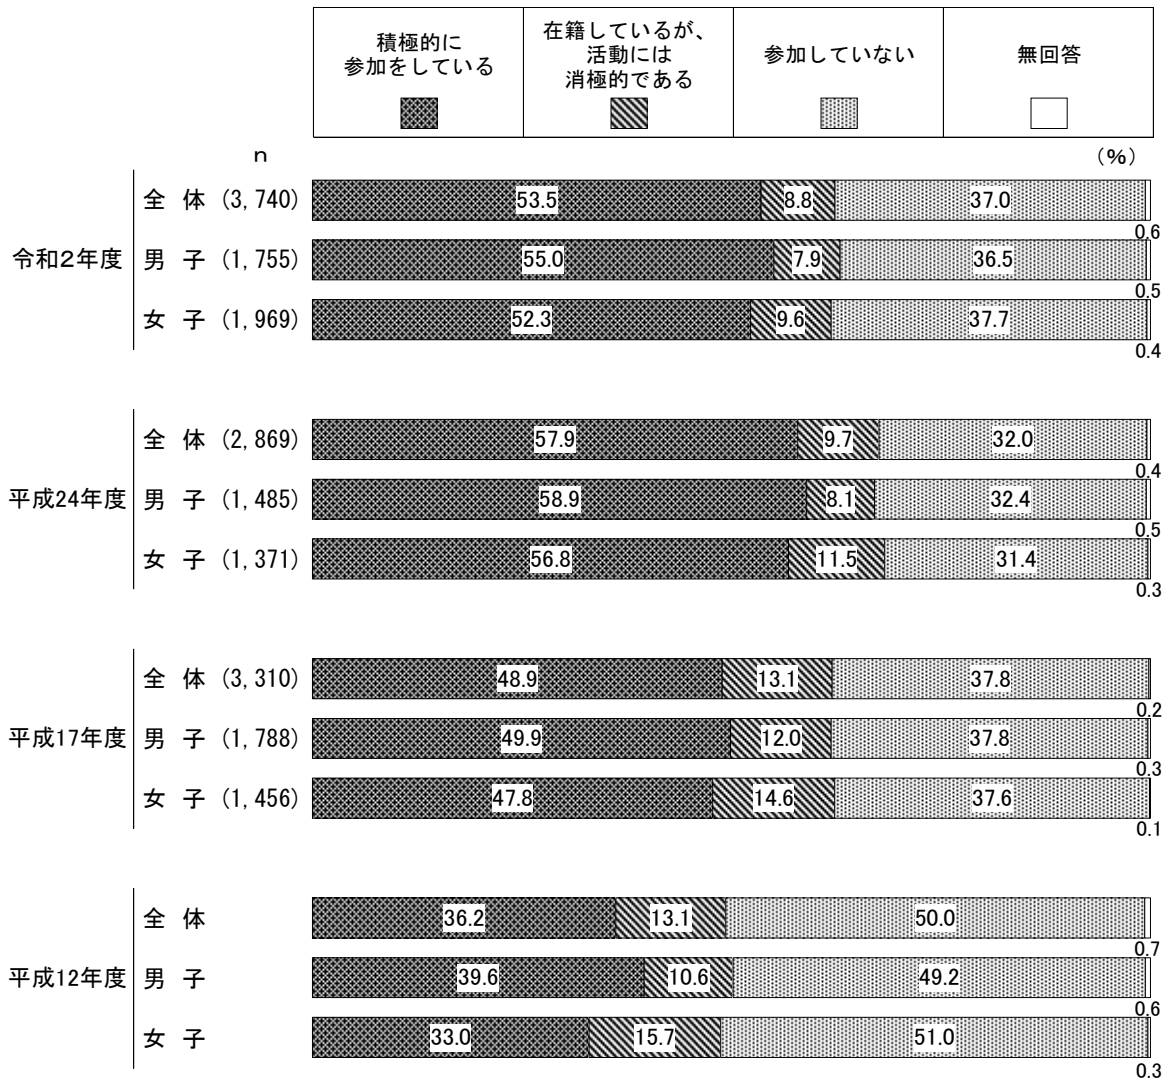 積極的に
参加をしている
在籍しているが、
活動には
消極的である
参加していない
無回答
n
(%)
令和2年度
全 体 (3,740) 53.5 8.8 37.0 0.6
男 子 (1,755) 55.0 7.9 36.5 0.5
女 子 (1,969) 52.3 9.6 37.7 0.4
平成24年度
全 体 (2,869) 57.9 9.7 32.0 0.4
男 子 (1,485) 58.9 8.1 32.4 0.5
女 子 (1,371) 56.8 11.5 31.4 0.3
平成17年度
全 体 (3,310) 48.9 13.1 37.8 0.2
男 子 (1,788) 49.9 12.0 37.8 0.3
女 子 (1,456) 47.8 14.6 37.6 0.1
平成12年度
全 体 36.2 13.1 50.0 0.7
男 子 39.6 10.6 49.2 0.6
女 子 33.0 15.7 51.0 0.3